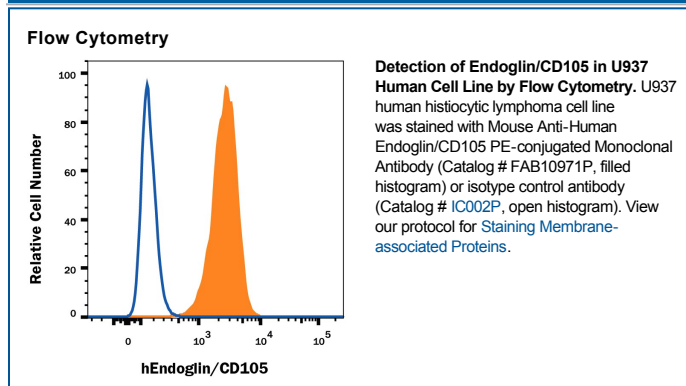 Flow Cytometry
100
80
60
40
20
0
Relative Cell Number
0 10³ 10⁴ 10⁵
hEndoglin/CD105
Detection of Endoglin/CD105 in U937
Human Cell Line by Flow Cytometry. U937
human histiocytic lymphoma cell line
was stained with Mouse Anti-Human
Endoglin/CD105 PE-conjugated Monoclonal
Antibody (Catalog # FAB10971P, filled
histogram) or isotype control antibody
(Catalog # IC002P, open histogram). View
our protocol for Staining Membrane-
associated Proteins.